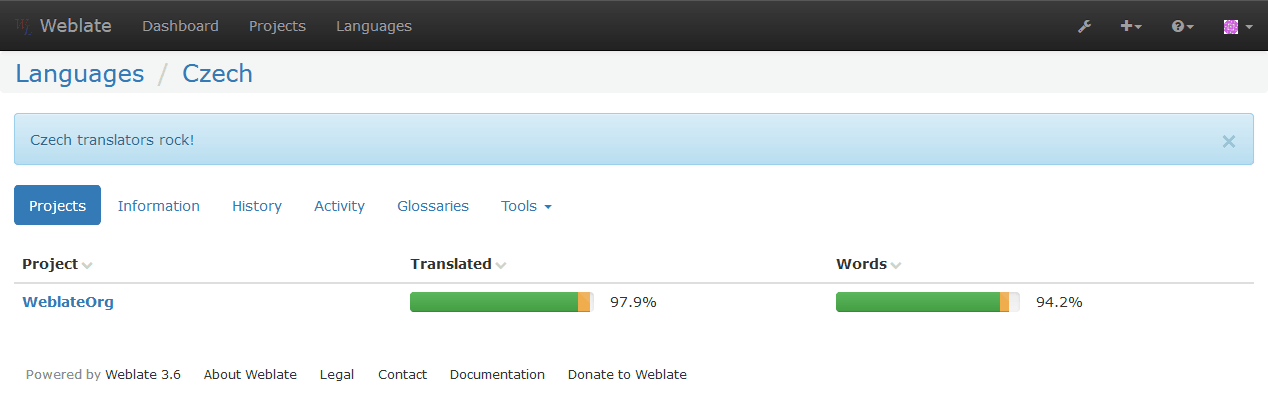 Weblate Dashboard Projects Languages
Languages / Czech
Czech translators rock!
Projects Information History Activity Glossaries Tools
Project Translated Words
WeblateOrg 97.9% 94.2%
Powered by Weblate 3.6 About Weblate Legal Contact Documentation Donate to Weblate